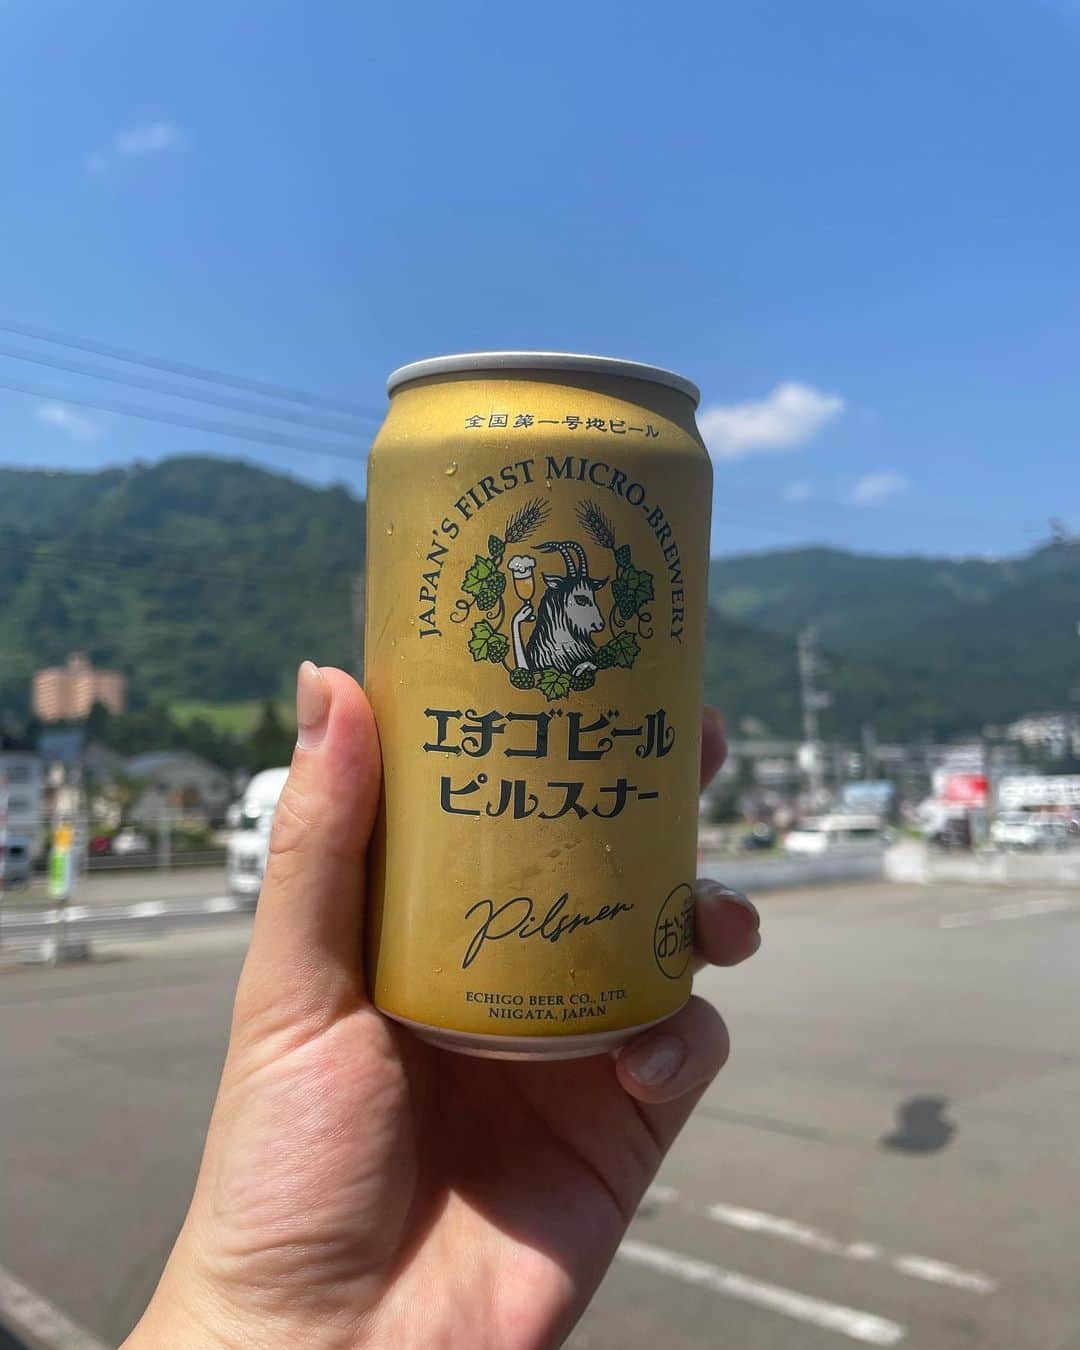 全国第一号地ビール
JAPAN'S FIRST MICRO-BREWERY
エチゴビール
ピルスナー
Pilsner
お酒
ECHIGO BEER CO., LTD.
NIIGATA, JAPAN